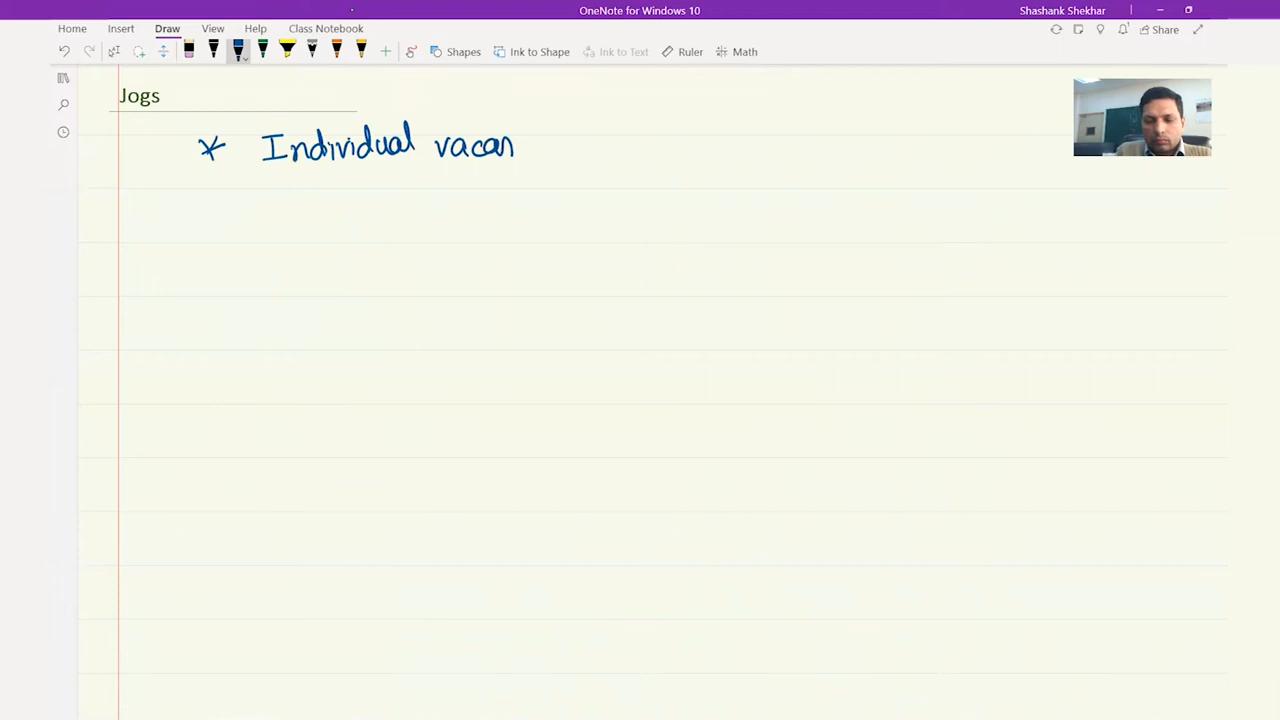 OneNote for Windows 10
Shashank Shekhar
Home Insert Draw View Help Class Notebook
Shapes Ink to Shape Ink to Text Ruler Math
Share
Jogs
* Individual vacan